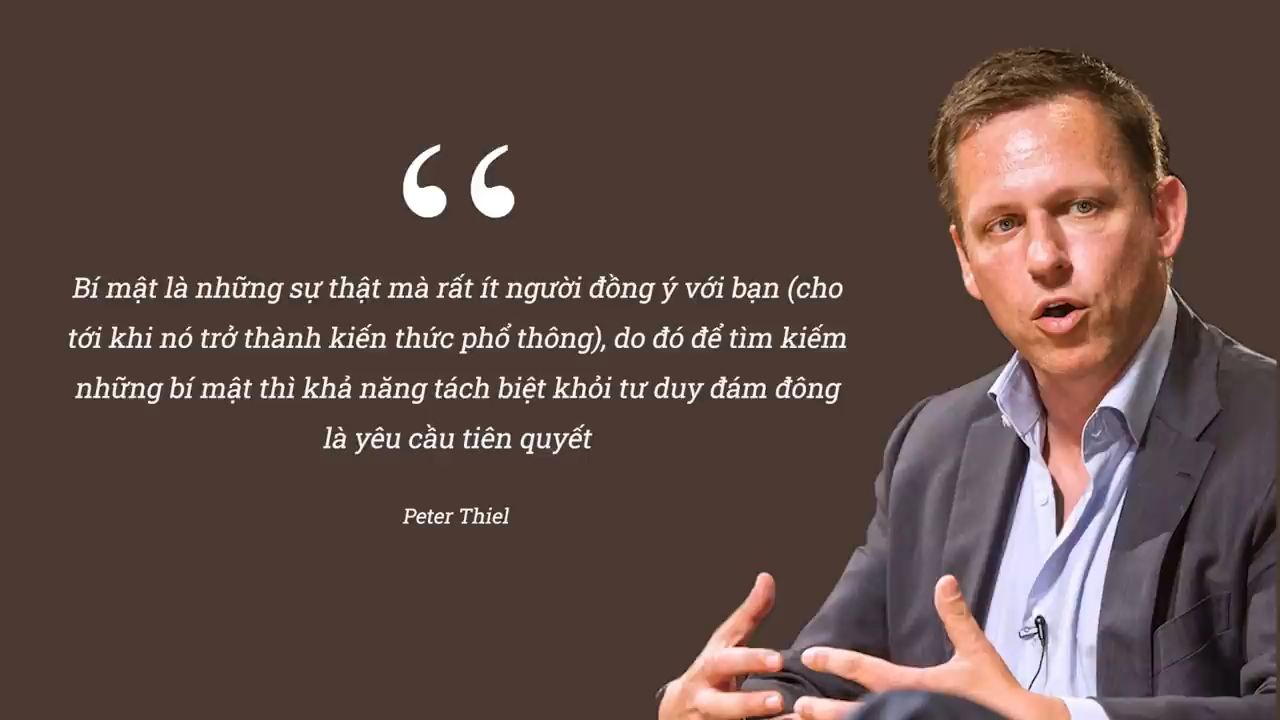 “
Bí mật là những sự thật mà rất ít người đồng ý với bạn (cho
tới khi nó trở thành kiến thức phổ thông), do đó để tìm kiếm
những bí mật thì khả năng tách biệt khỏi tư duy đám đông
là yêu cầu tiên quyết
Peter Thiel